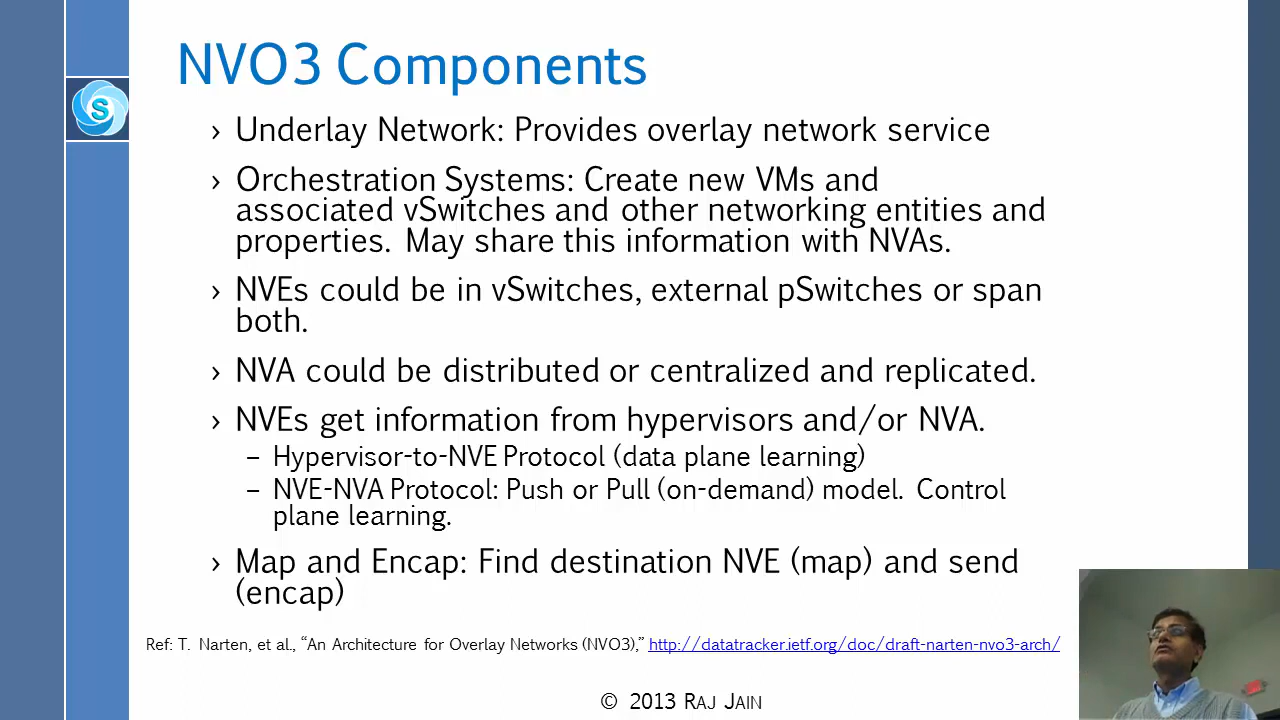 NVO3 Components
S
› Underlay Network: Provides overlay network service
› Orchestration Systems: Create new VMs and
associated vSwitches and other networking entities and
properties. May share this information with NVAs.
› NVEs could be in vSwitches, external pSwitches or span
both.
› NVA could be distributed or centralized and replicated.
› NVEs get information from hypervisors and/or NVA.
– Hypervisor-to-NVE Protocol (data plane learning)
– NVE-NVA Protocol: Push or Pull (on-demand) model. Control
plane learning.
› Map and Encap: Find destination NVE (map) and send
(encap)
Ref: T. Narten, et al., “An Architecture for Overlay Networks (NVO3),” http://datatracker.ietf.org/doc/draft-narten-nvo3-arch/
© 2013 RAJ JAIN